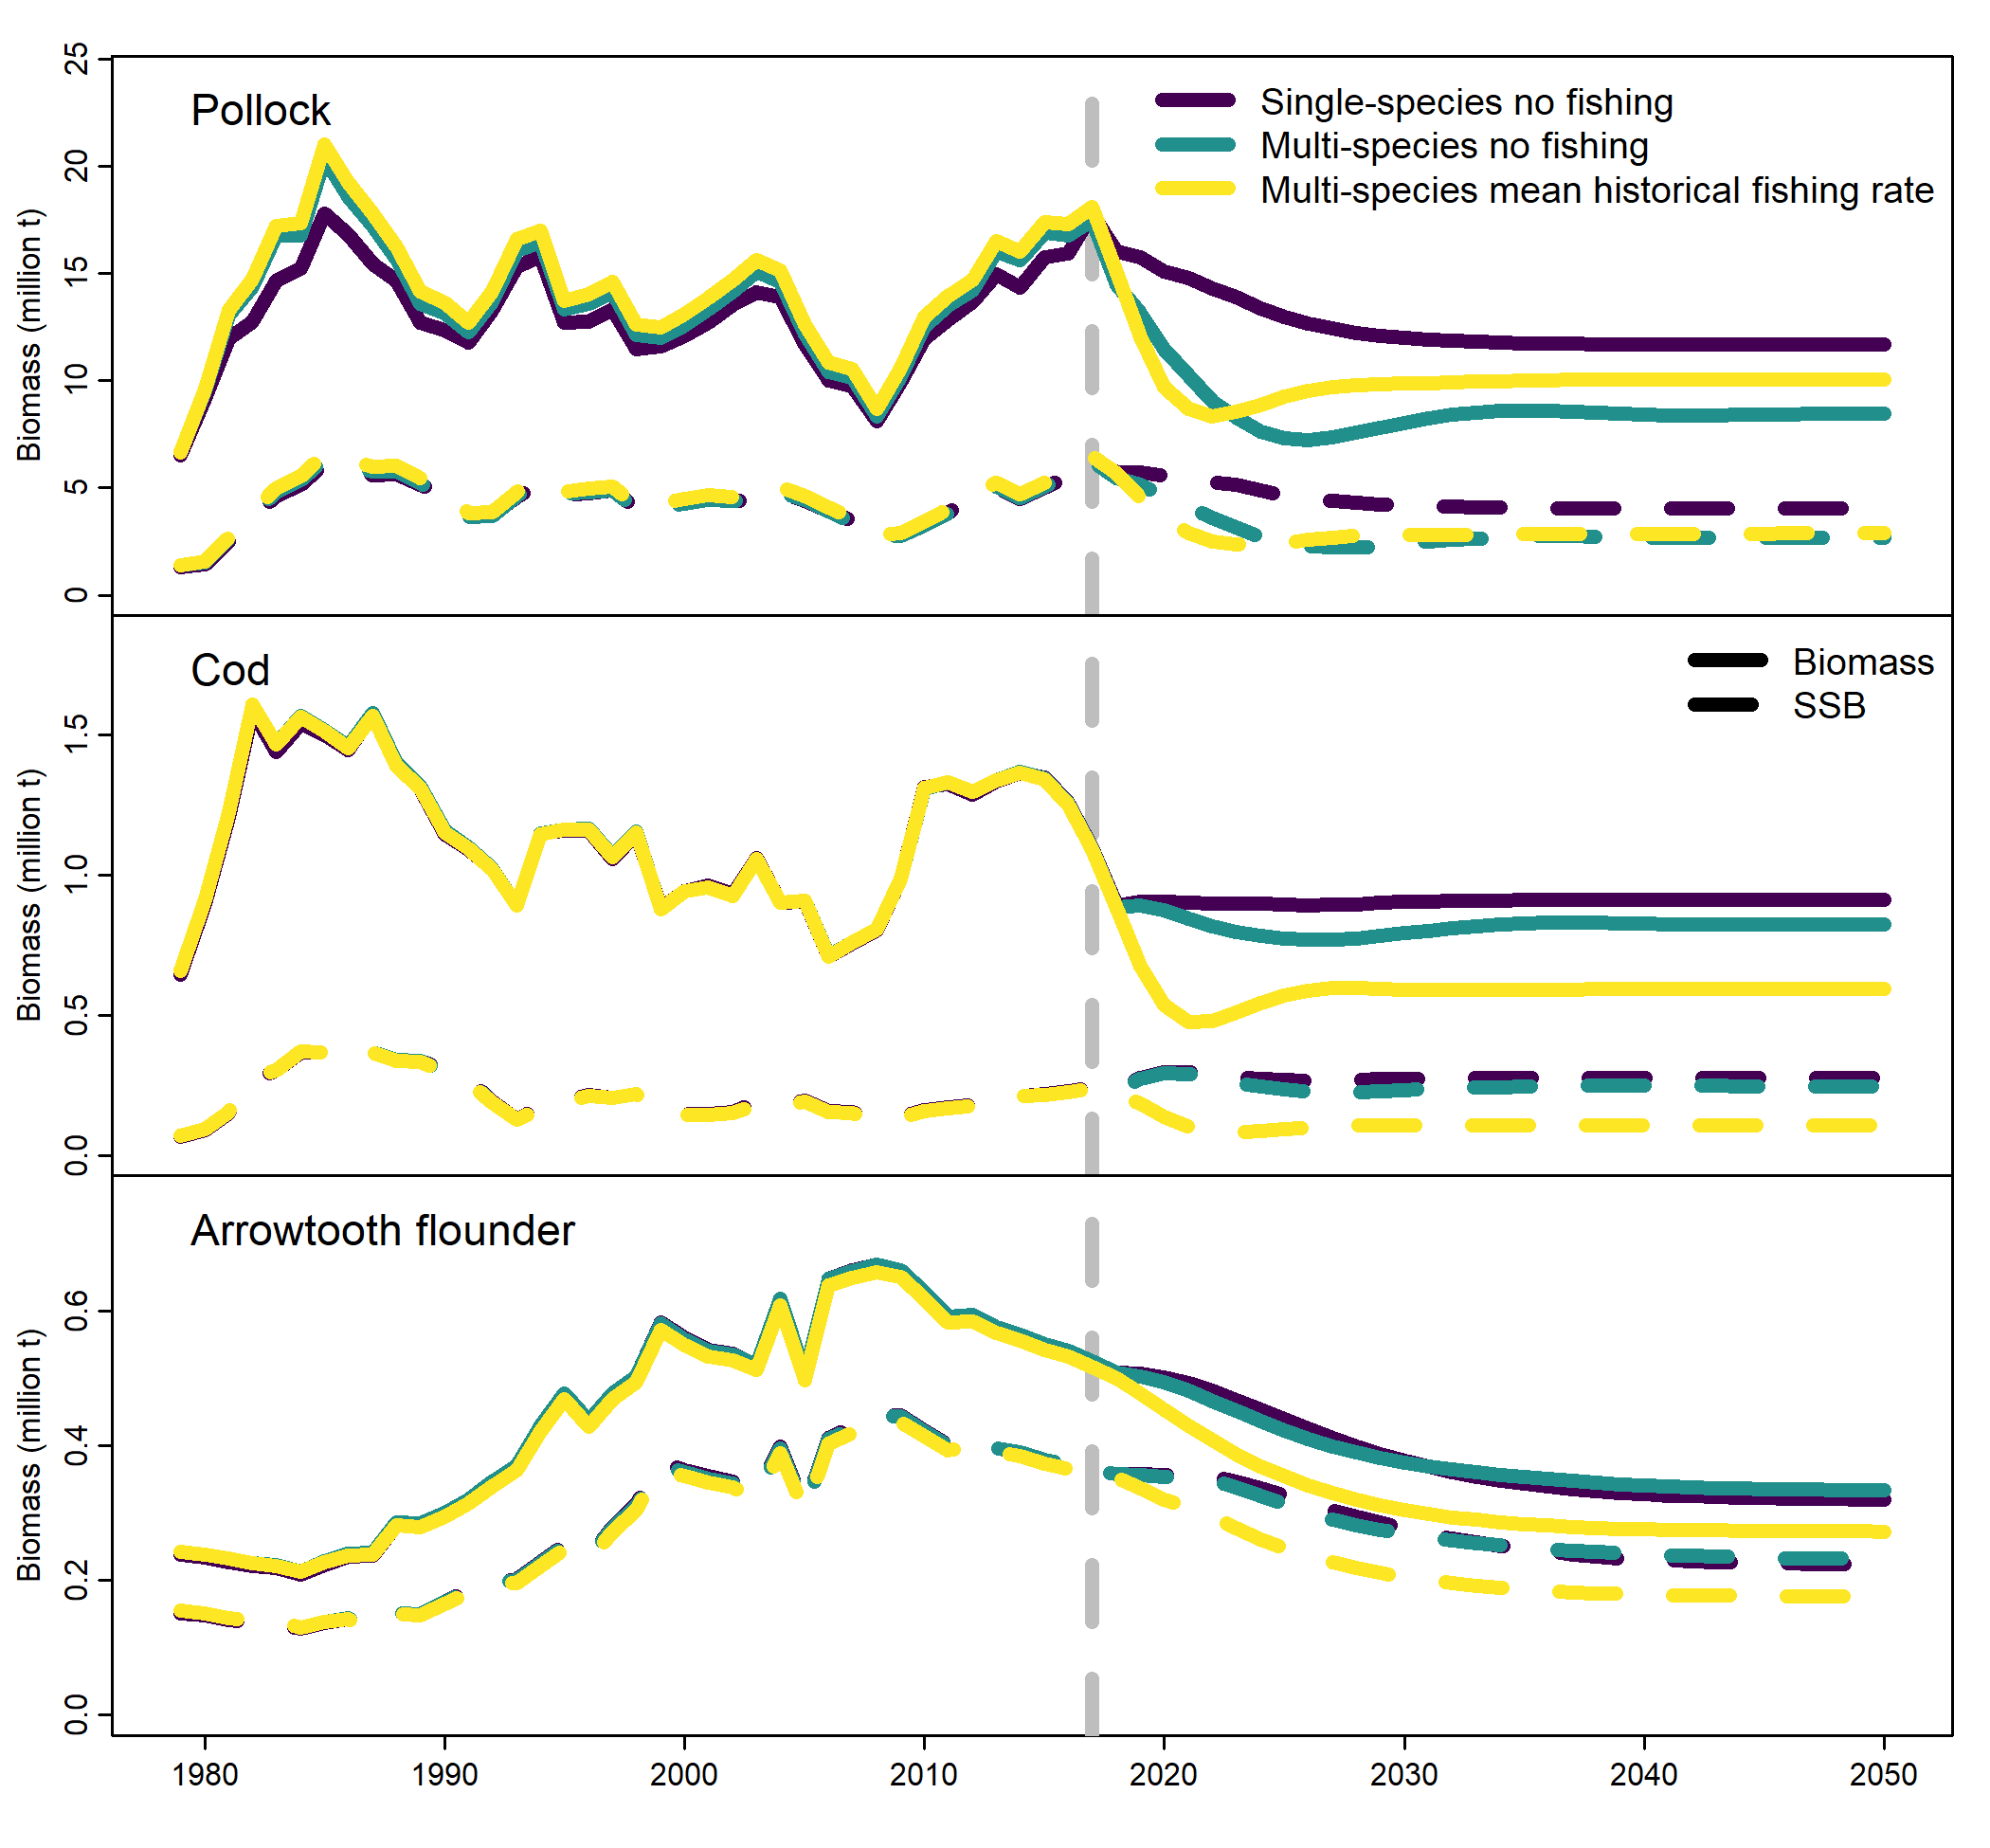 Pollock
Single-species no fishing
Multi-species no fishing
Multi-species mean historical fishing rate
Biomass (million t)
25
20
15
10
5
0
Cod
Biomass
SSB
Biomass (million t)
1.5
1.0
0.5
0.0
Arrowtooth flounder
Biomass (million t)
0.6
0.4
0.2
0.0
1980 1990 2000 2010 2020 2030 2040 2050